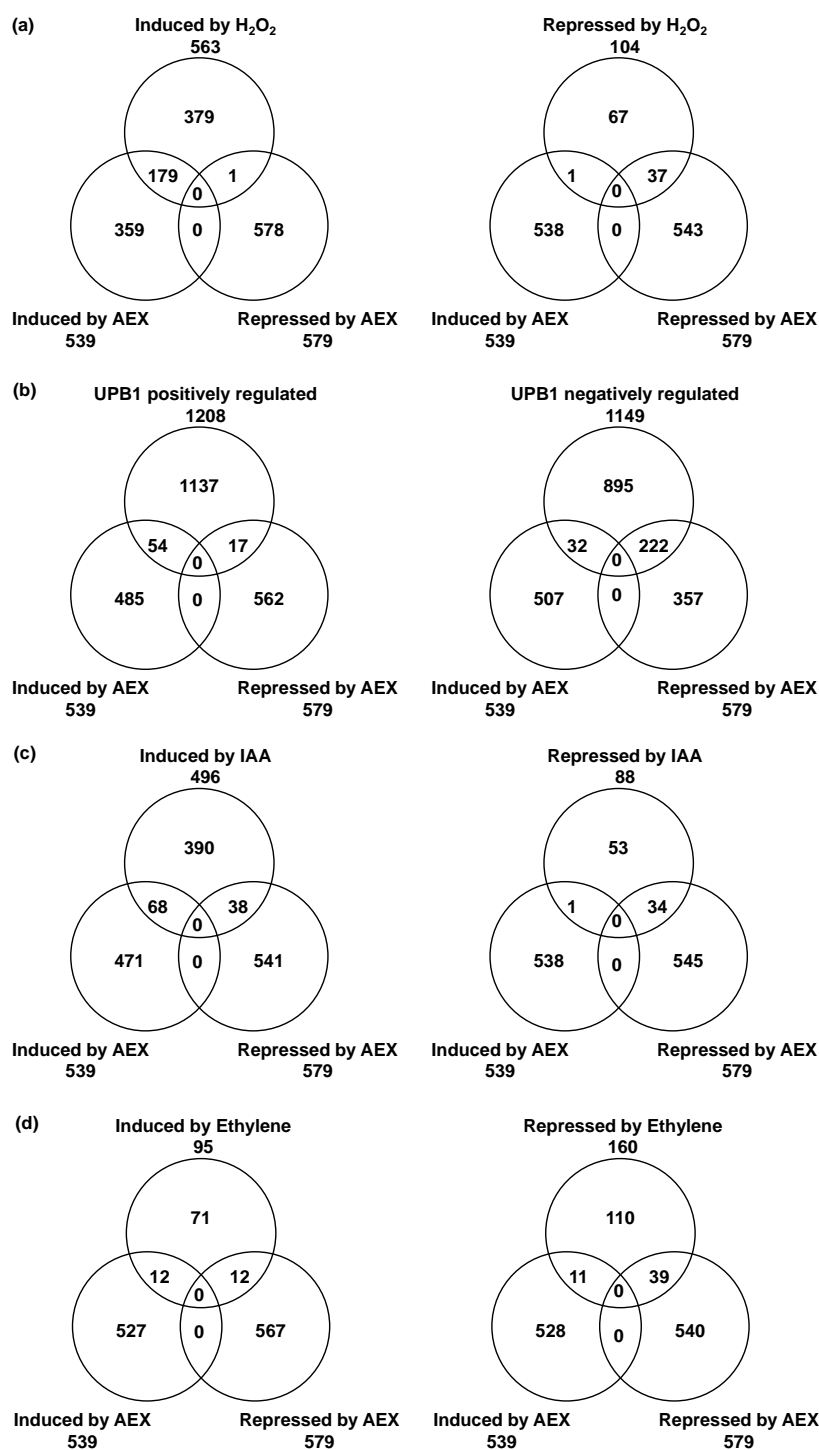 (a)
Induced by H₂O₂
563
379
179
0
1
359
0
578
Induced by AEX
539
Repressed by AEX
579
Repressed by H₂O₂
104
67
1
0
37
538
0
543
Induced by AEX
539
Repressed by AEX
579
(b)
UPB1 positively regulated
1208
1137
54
0
17
485
0
562
Induced by AEX
539
Repressed by AEX
579
UPB1 negatively regulated
1149
895
32
0
222
507
0
357
Induced by AEX
539
Repressed by AEX
579
(c)
Induced by IAA
496
390
68
0
38
471
0
541
Induced by AEX
539
Repressed by AEX
579
Repressed by IAA
88
53
1
0
34
538
0
545
Induced by AEX
539
Repressed by AEX
579
(d)
Induced by Ethylene
95
71
12
0
12
527
0
567
Induced by AEX
539
Repressed by AEX
579
Repressed by Ethylene
160
110
11
0
39
528
0
540
Induced by AEX
539
Repressed by AEX
579